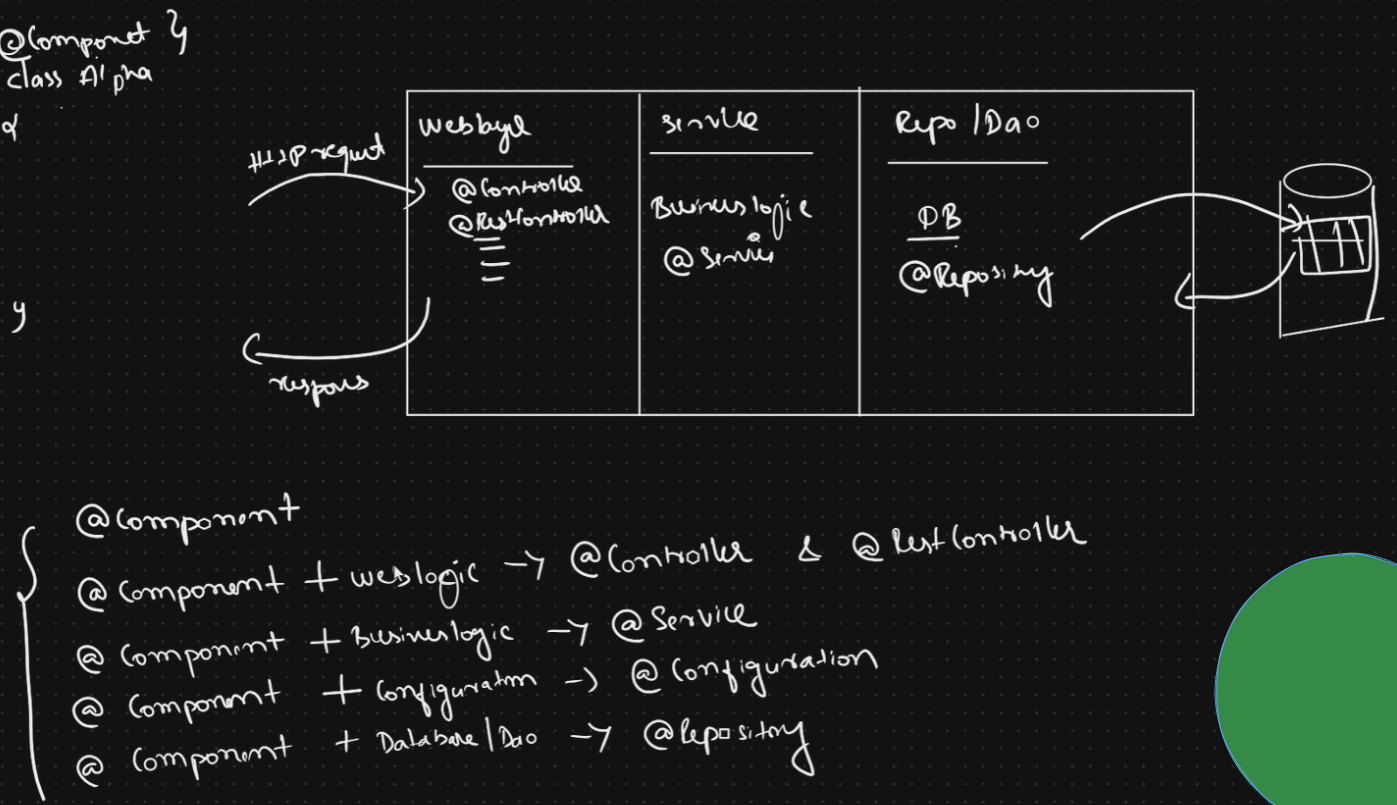 @Componet }
class Alpha
{
}
HTTP request
respons
Weblayer
@Controller
@RestController
Service
Businesslogic
@Servics
Repo/Dao
DB
@Repository
@Component
@Component + weblogic -> @Controller & @RestController
@Component + Businesslogic -> @Service
@Component + Configuration -> @Configuration
@Component + Database/Dao -> @Repository